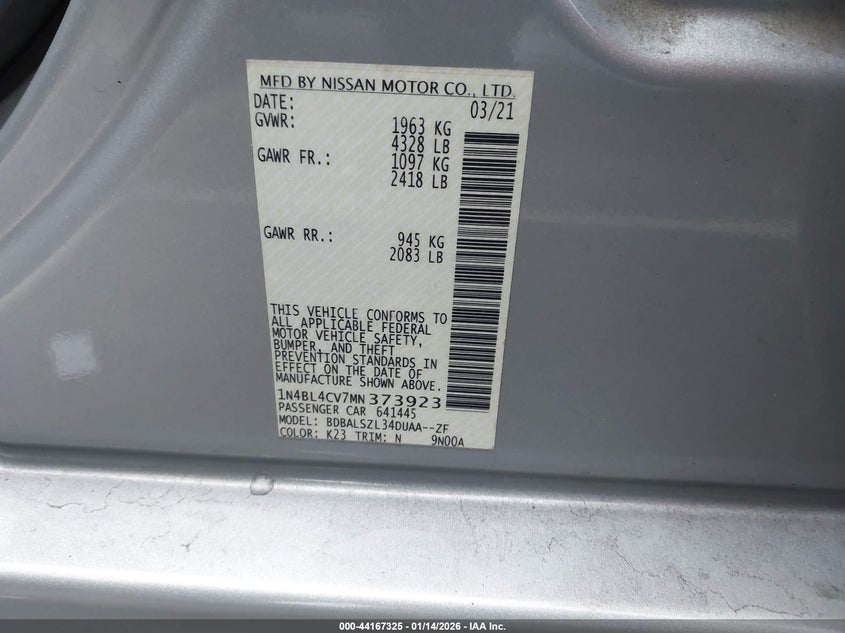 MFD BY NISSAN MOTOR CO., LTD.
DATE: 03/21
GVWR: 1963 KG
4328 LB
GAWR FR.: 1097 KG
2418 LB
GAWR RR.: 945 KG
2083 LB
THIS VEHICLE CONFORMS TO
ALL APPLICABLE FEDERAL
MOTOR VEHICLE SAFETY,
BUMPER, AND THEFT
PREVENTION STANDARDS IN
EFFECT ON THE DATE OF
MANUFACTURE SHOWN ABOVE.
1N4BL4CV7MN373923
PASSENGER CAR 641445
MODEL: BDBALSZL34DUAA--ZF
COLOR: K23 TRIM: N 9N00A
000-44167325 - 01/14/2026 - IAA Inc.